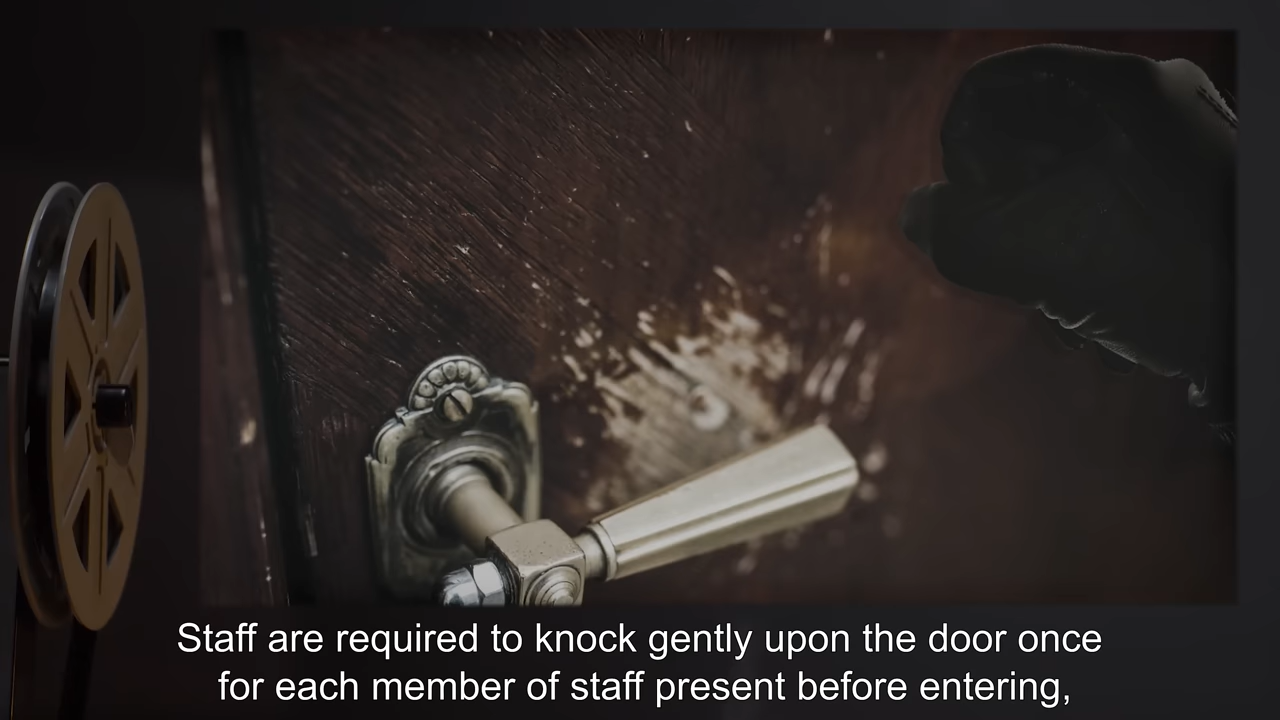 Staff are required to knock gently upon the door once
for each member of staff present before entering,